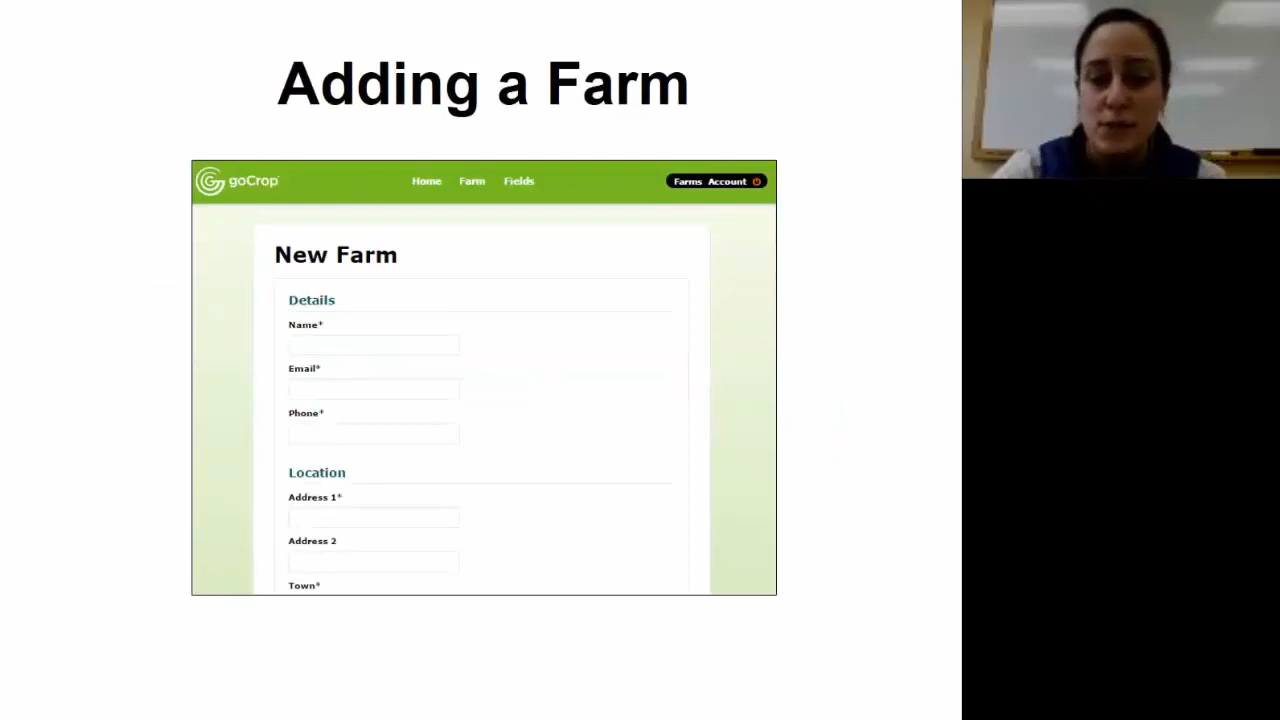 Adding a Farm
goCrop
Home Farm Fields
Farms Account
New Farm
Details
Name*
Email*
Phone*
Location
Address 1*
Address 2
Town*